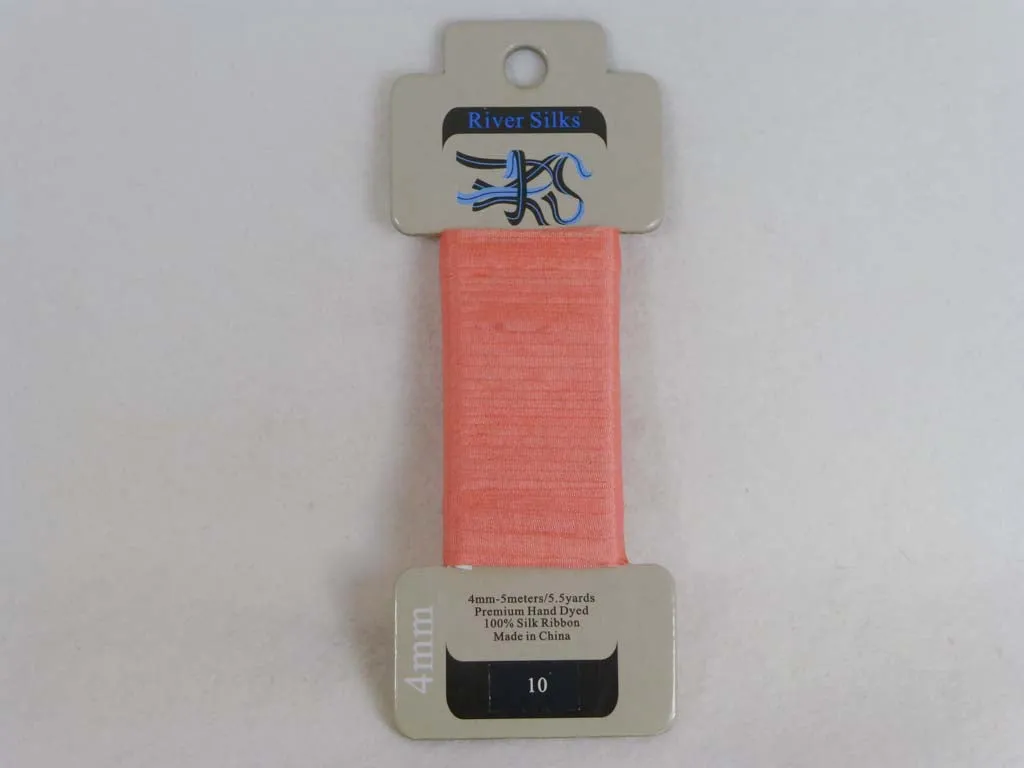 River Silks
4mm-5meters/5.5yards
Premium Hand Dyed
100% Silk Ribbon
Made in China
4mm
10